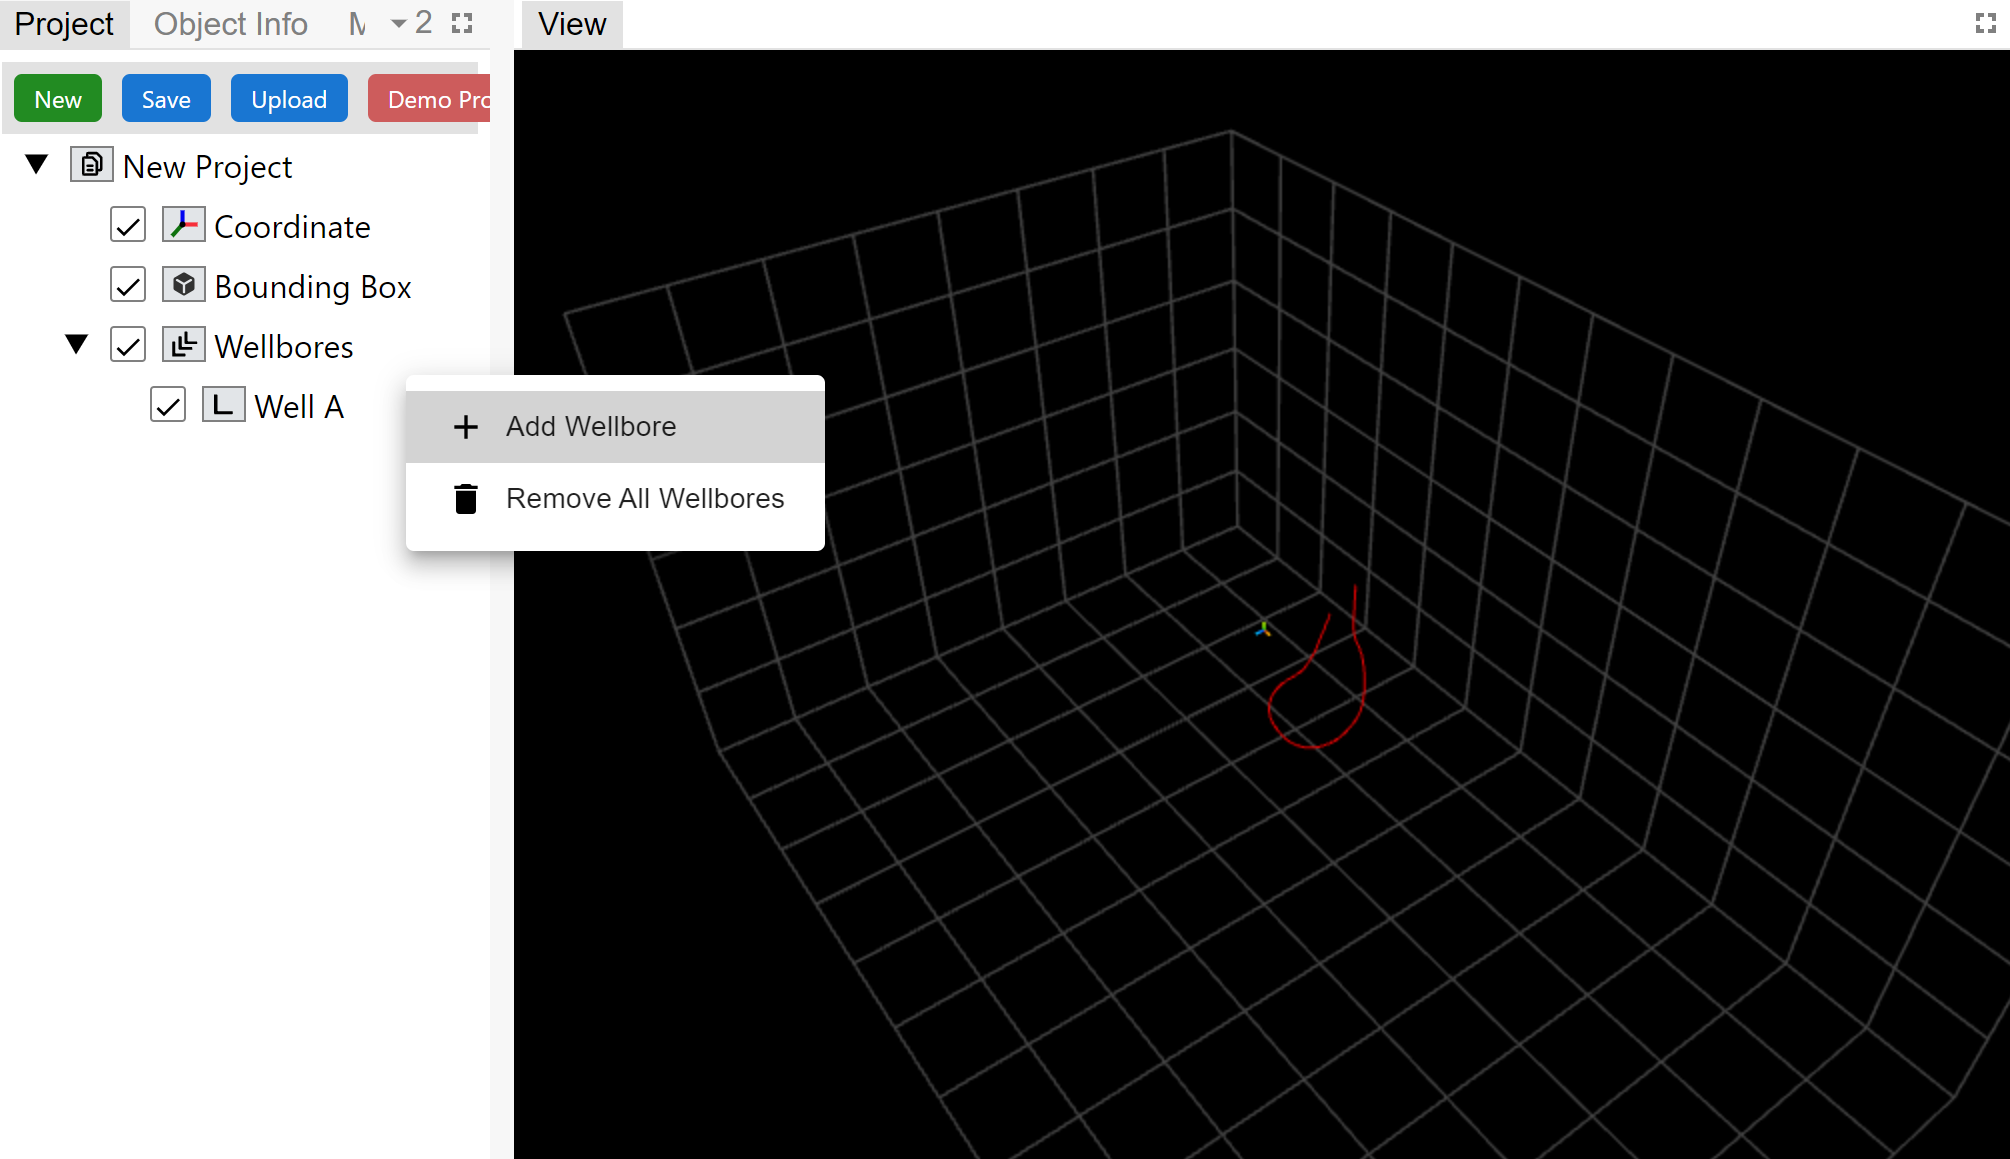 Project Object Info M 2 View
New Save Upload Demo Pro
New Project
Coordinate
Bounding Box
Wellbores
Well A
Add Wellbore
Remove All Wellbores